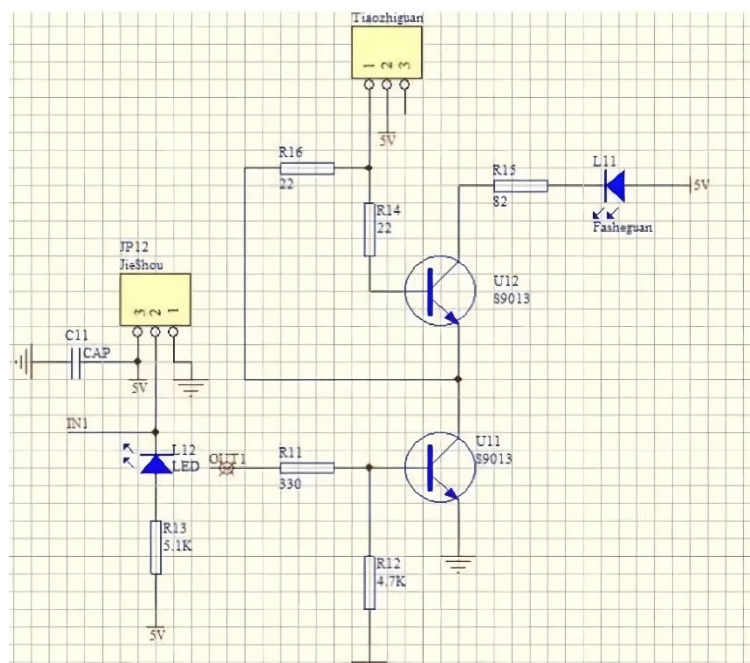 Tiaozhiguan
1 2 3
5V
R16
22
R14
22
R15
82
L11
5V
Fasheguan
JP12
JieShou
3 2 1
U12
S9013
C11
CAP
5V
IN1
L12
LED
OUT1
R11
330
U11
S9013
R13
5.1K
R12
4.7K
5V